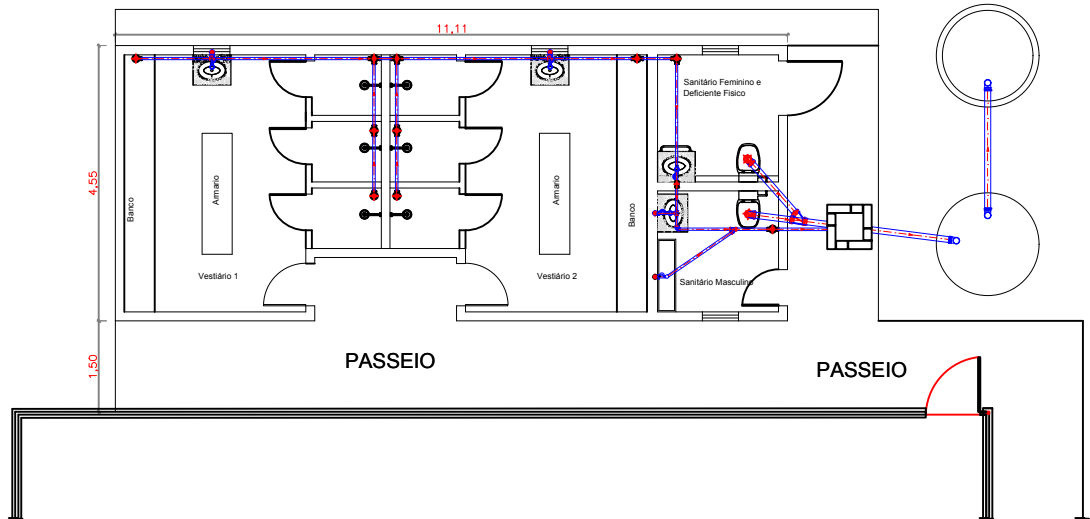 11,11
Sanitário Feminino e
Deficiente Fisico
4,55
Banco
Armario
Armario
Banco
Vestiário 1
Vestiário 2
Sanitário Masculino
1,50
PASSEIO
PASSEIO